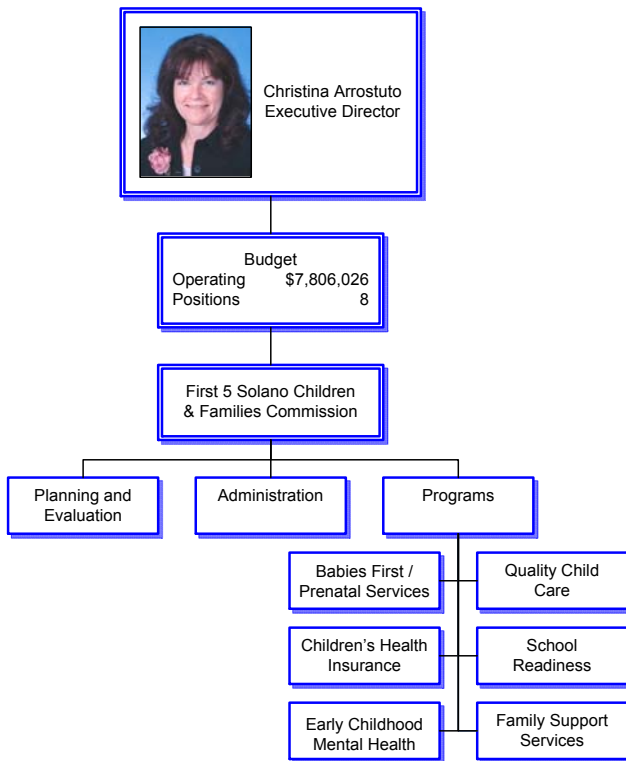 Christina Arrostuto
Executive Director
Budget
Operating $7,806,026
Positions 8
First 5 Solano Children
& Families Commission
Planning and
Evaluation
Administration
Programs
Babies First /
Prenatal Services
Quality Child
Care
Children’s Health
Insurance
School
Readiness
Early Childhood
Mental Health
Family Support
Services